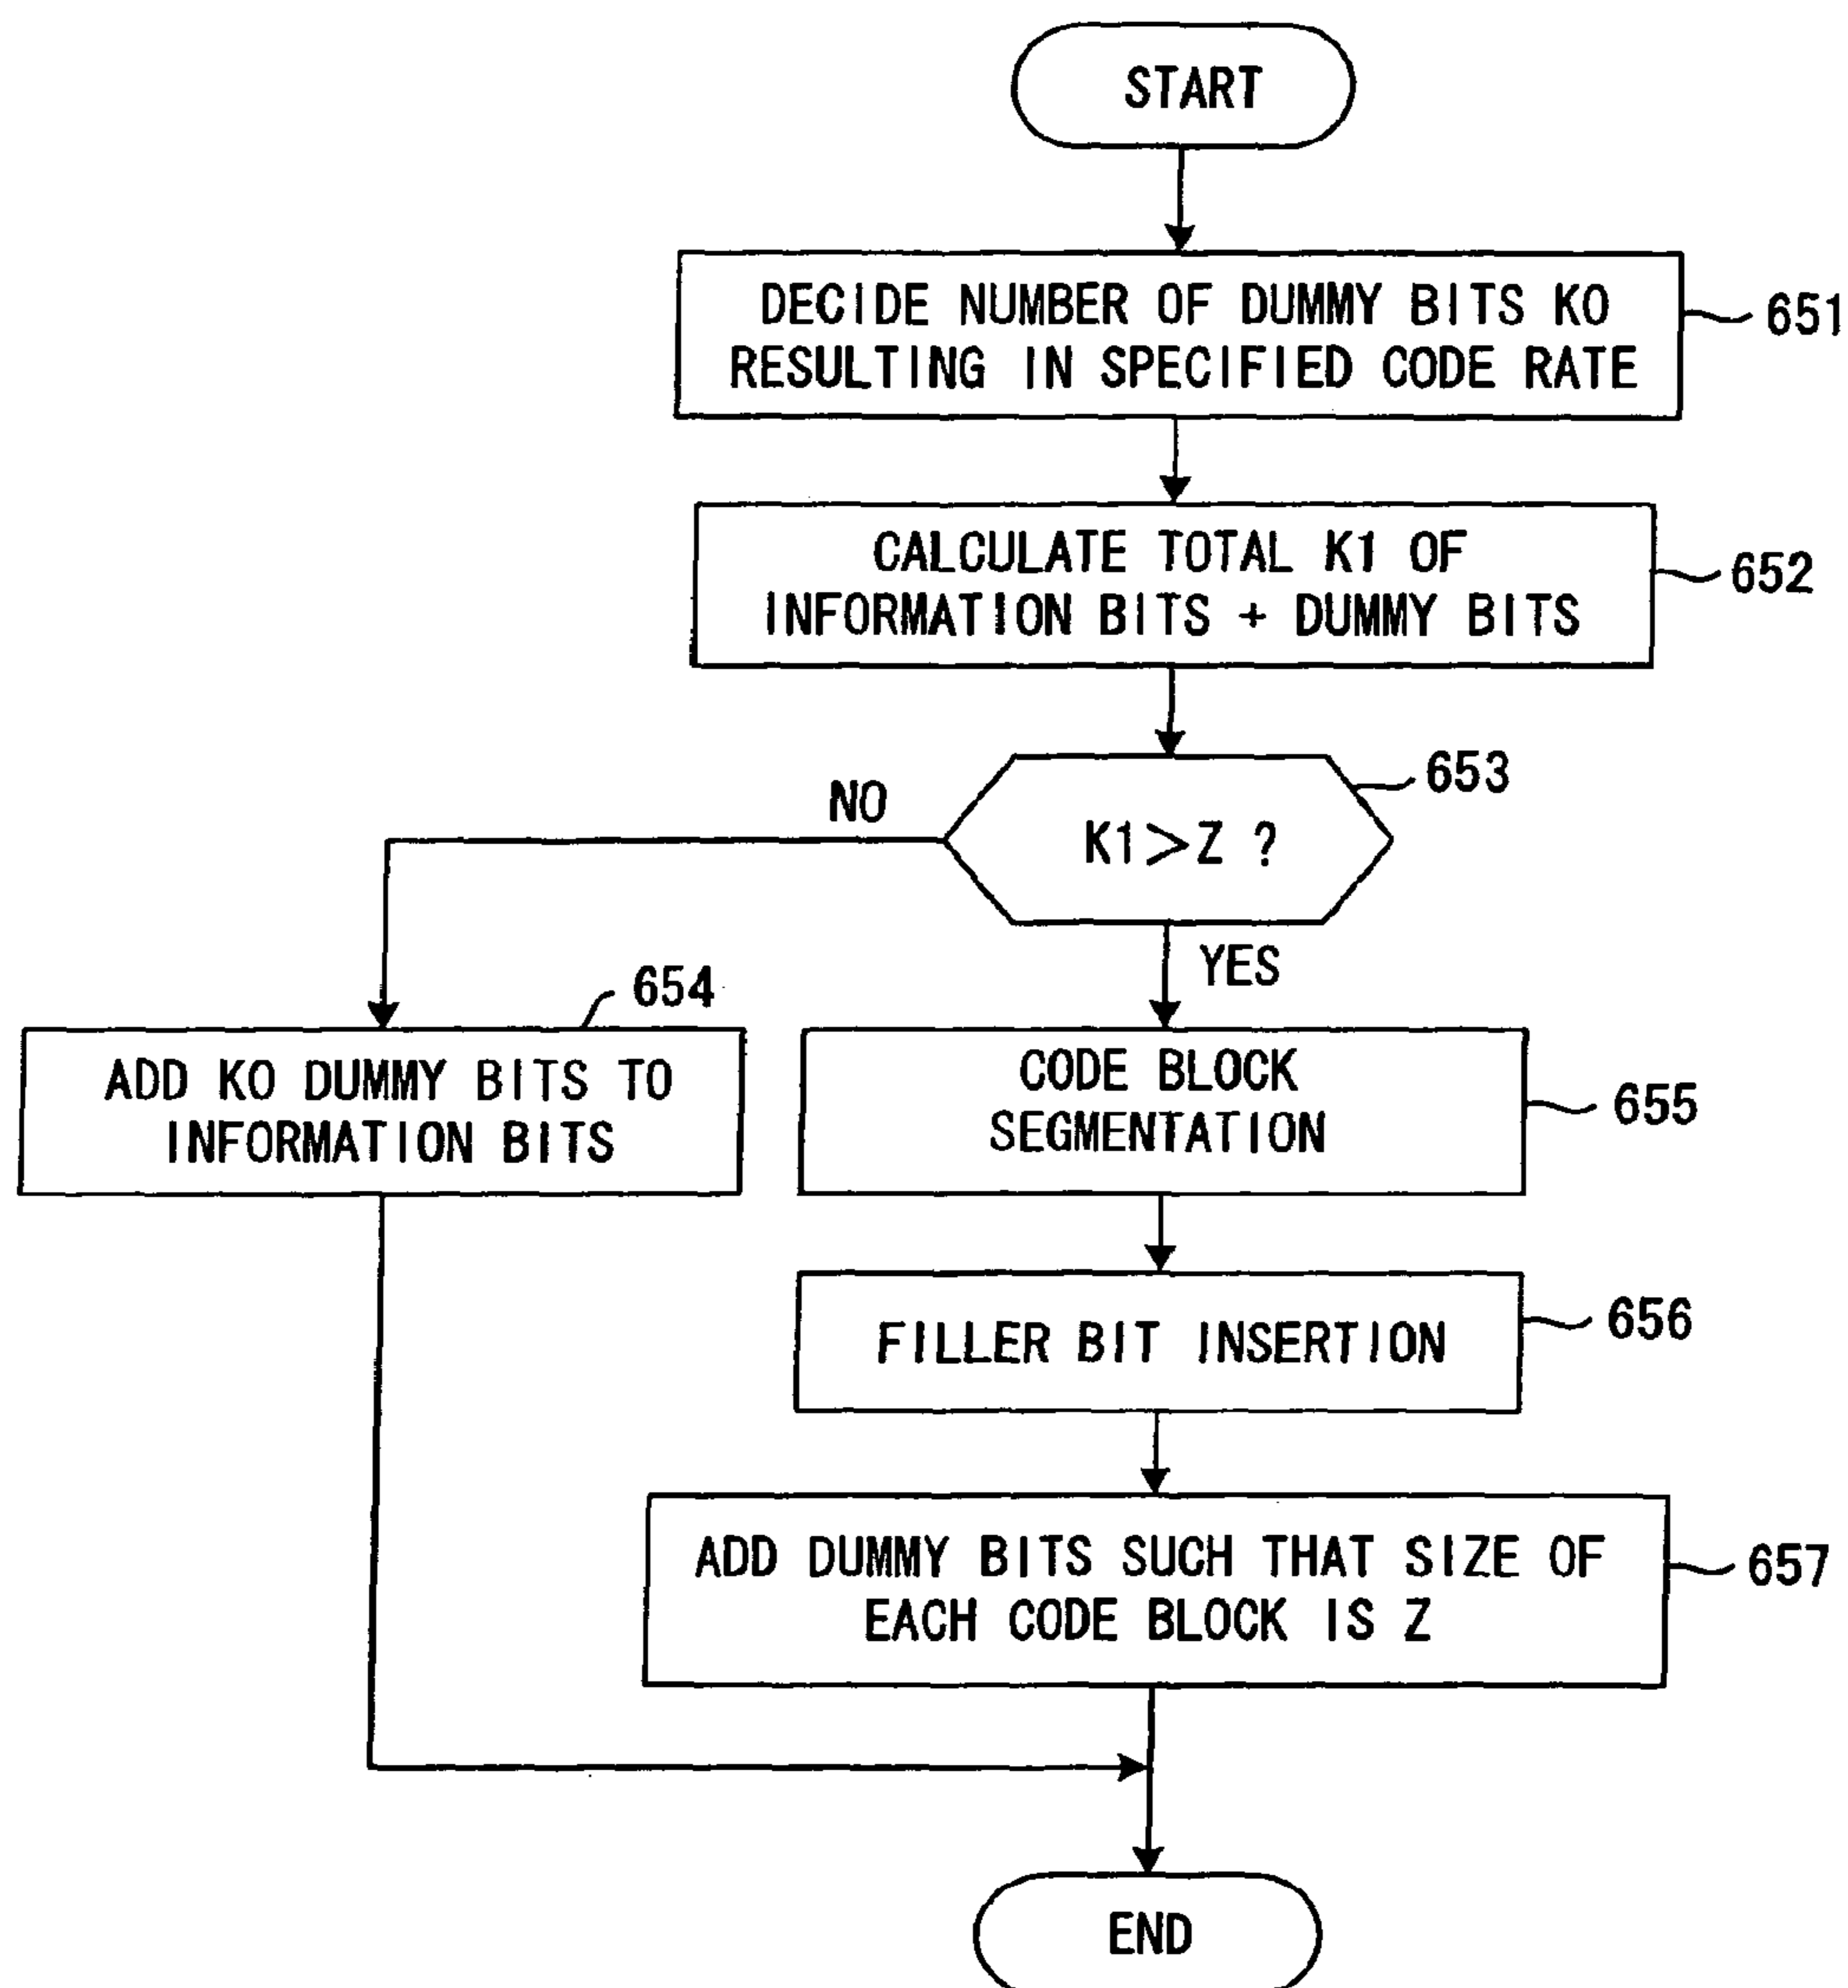 START
DECIDE NUMBER OF DUMMY BITS K0
RESULTING IN SPECIFIED CODE RATE
651
CALCULATE TOTAL K1 OF
INFORMATION BITS + DUMMY BITS
652
653
NO
K1>Z ?
YES
654
ADD K0 DUMMY BITS TO
INFORMATION BITS
CODE BLOCK
SEGMENTATION
655
FILLER BIT INSERTION
656
ADD DUMMY BITS SUCH THAT SIZE OF
EACH CODE BLOCK IS Z
657
END